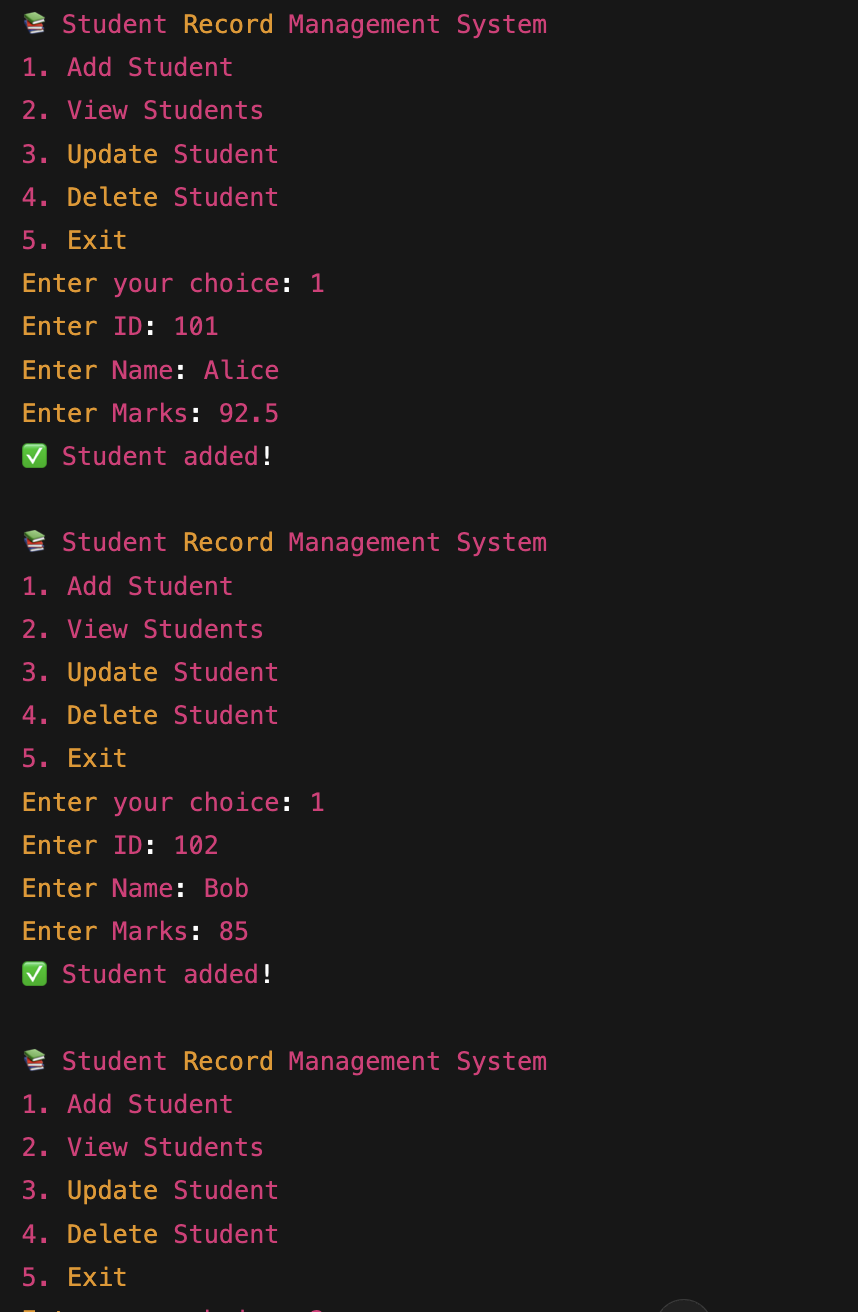 📚 Student Record Management System
1. Add Student
2. View Students
3. Update Student
4. Delete Student
5. Exit
Enter your choice: 1
Enter ID: 101
Enter Name: Alice
Enter Marks: 92.5
✅ Student added!
📚 Student Record Management System
1. Add Student
2. View Students
3. Update Student
4. Delete Student
5. Exit
Enter your choice: 1
Enter ID: 102
Enter Name: Bob
Enter Marks: 85
✅ Student added!
📚 Student Record Management System
1. Add Student
2. View Students
3. Update Student
4. Delete Student
5. Exit